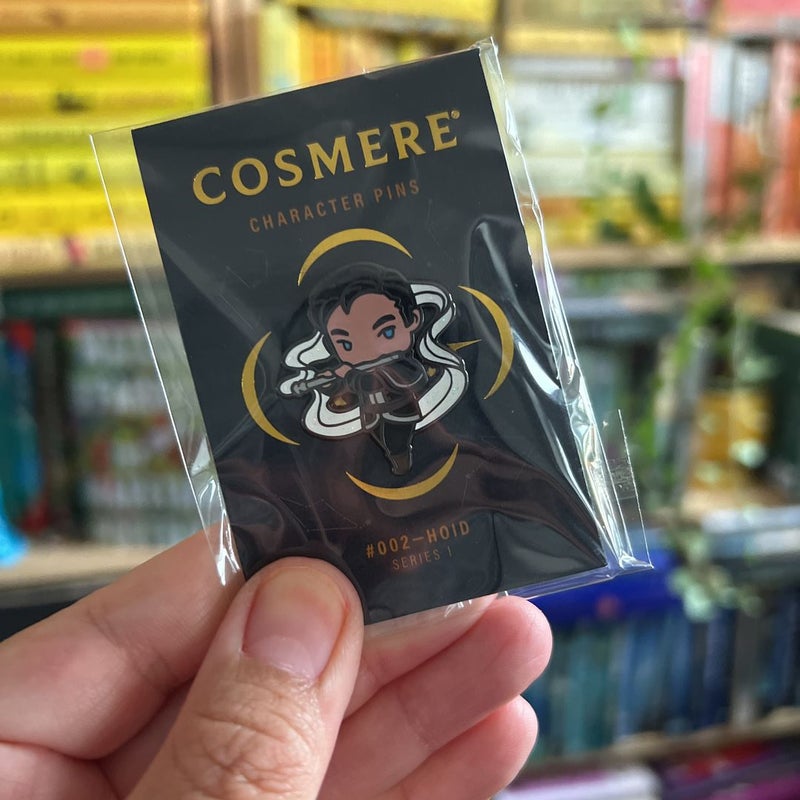 COSMERE®
CHARACTER PINS
#002–HOID
SERIES 1